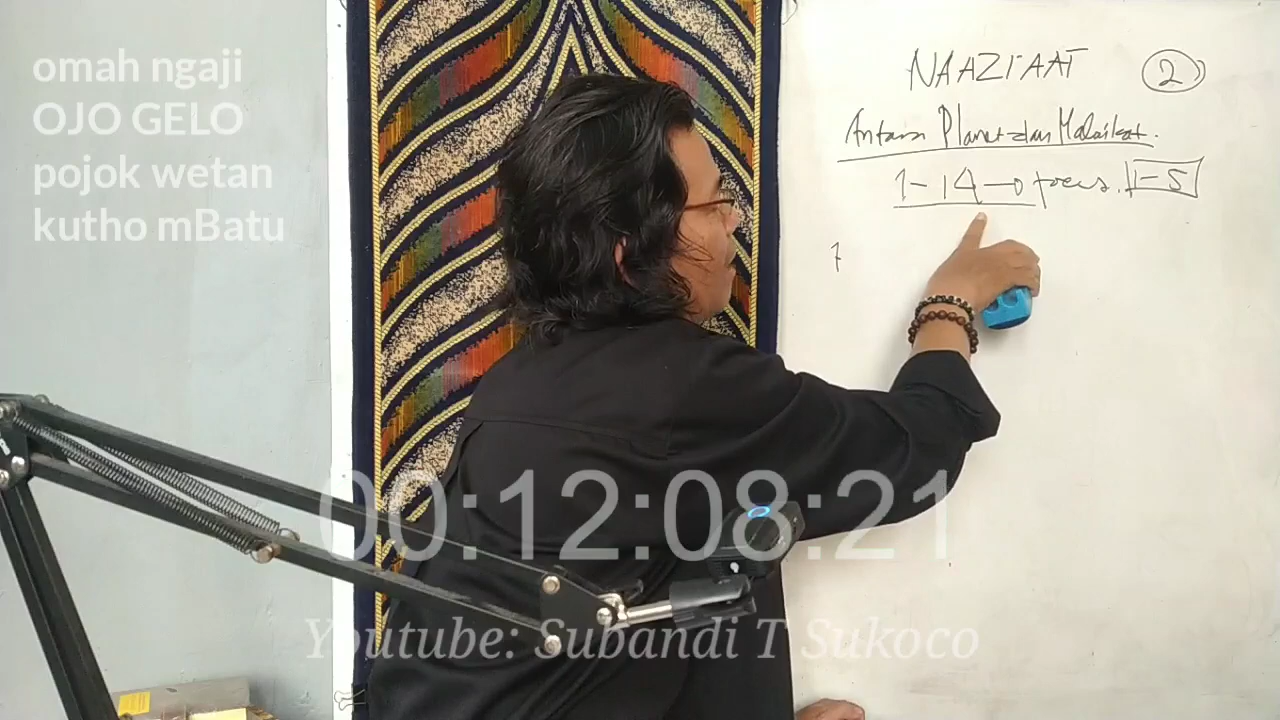 omah ngaji
OJO GELO
pojok wetan
kutho mBatu
NAAZI'AAT 2
Antara Planet dan Malaikat.
1-14 → focus. 1-5
7
00:12:08:21
Youtube: Subandi T Sukoco